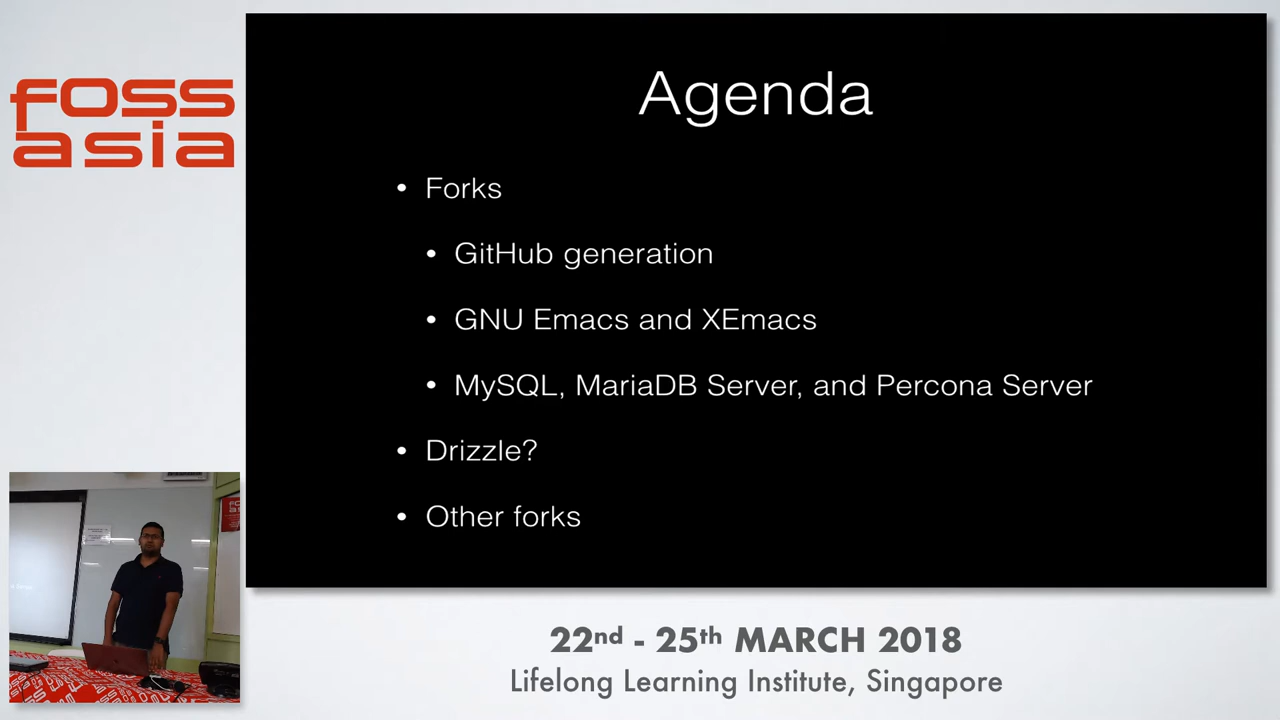 foss
asia
Agenda
• Forks
• GitHub generation
• GNU Emacs and XEmacs
• MySQL, MariaDB Server, and Percona Server
• Drizzle?
• Other forks
22nd - 25th MARCH 2018
Lifelong Learning Institute, Singapore